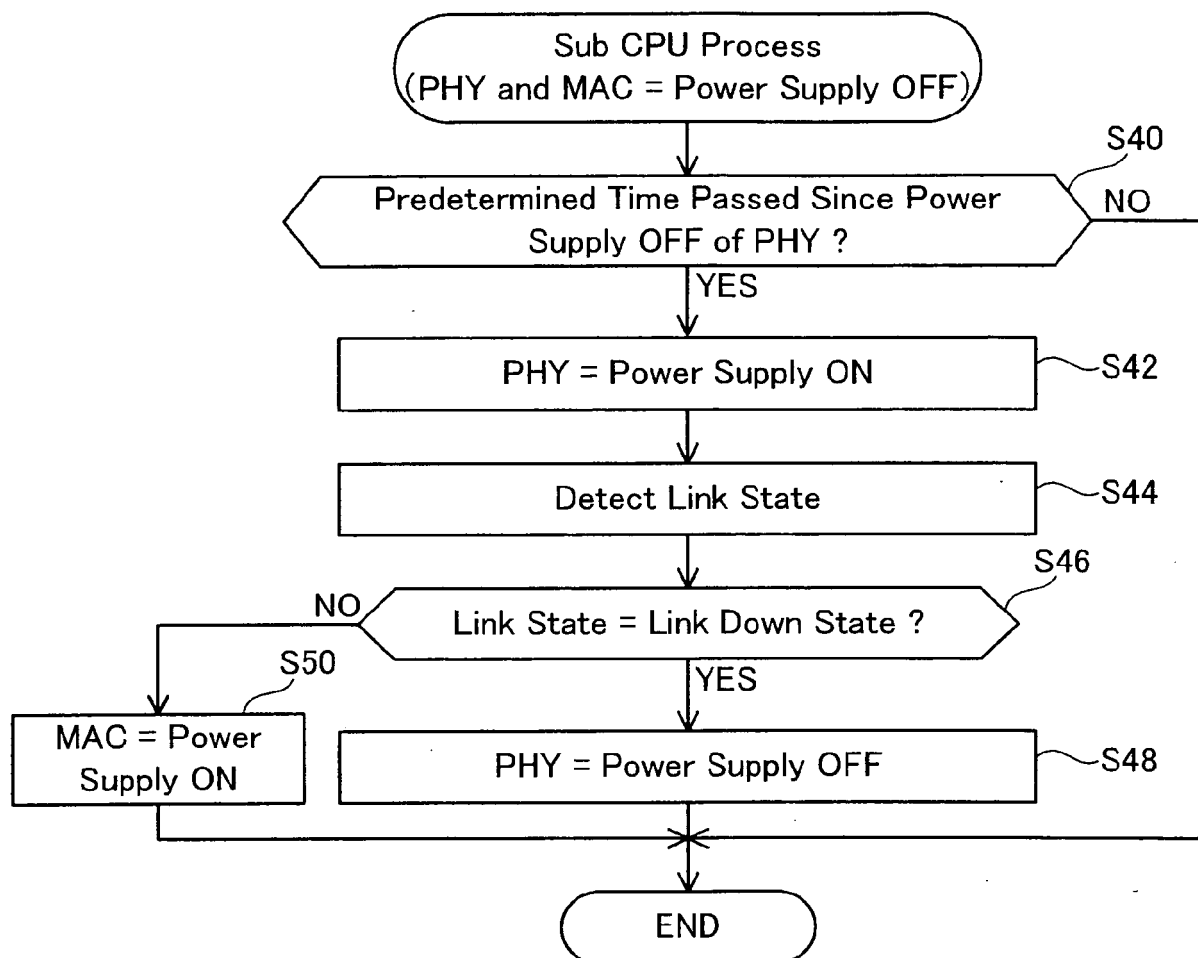 Sub CPU Process
(PHY and MAC = Power Supply OFF)
S40
Predetermined Time Passed Since Power
Supply OFF of PHY ?
NO
YES
PHY = Power Supply ON
S42
Detect Link State
S44
S46
NO
Link State = Link Down State ?
S50
YES
MAC = Power
Supply ON
PHY = Power Supply OFF
S48
END